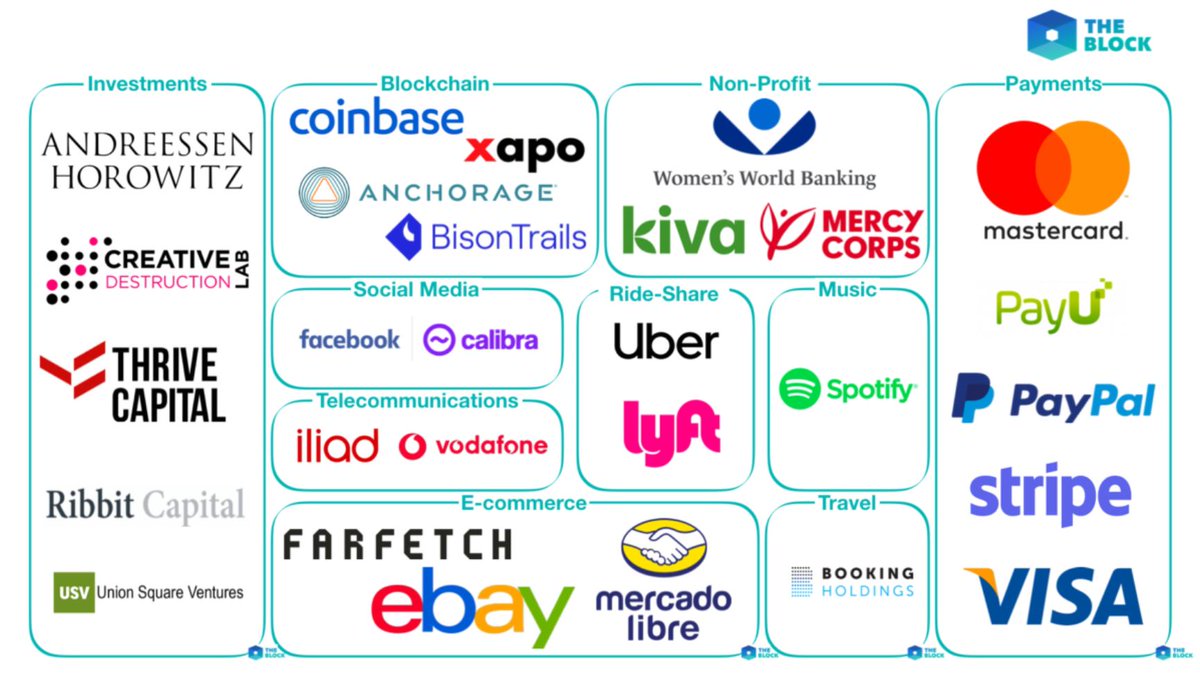 THE
BLOCK
Investments
ANDREESSEN
HOROWITZ
CREATIVE
DESTRUCTION
LAB
THRIVE
CAPITAL
Ribbit Capital
USV Union Square Ventures
Blockchain
coinbase
xapo
ANCHORAGE
BisonTrails
Non-Profit
Women's World Banking
kiva
MERCY
CORPS
Payments
mastercard.
PayU
PayPal
stripe
VISA
Social Media
facebook
calibra
Ride-Share
Uber
lyft
Music
Spotify
Telecommunications
iliad
vodafone
E-commerce
FARFETCH
ebay
mercado
libre
Travel
BOOKING
HOLDINGS
THE
BLOCK
THE
BLOCK
THE
BLOCK
THE
BLOCK